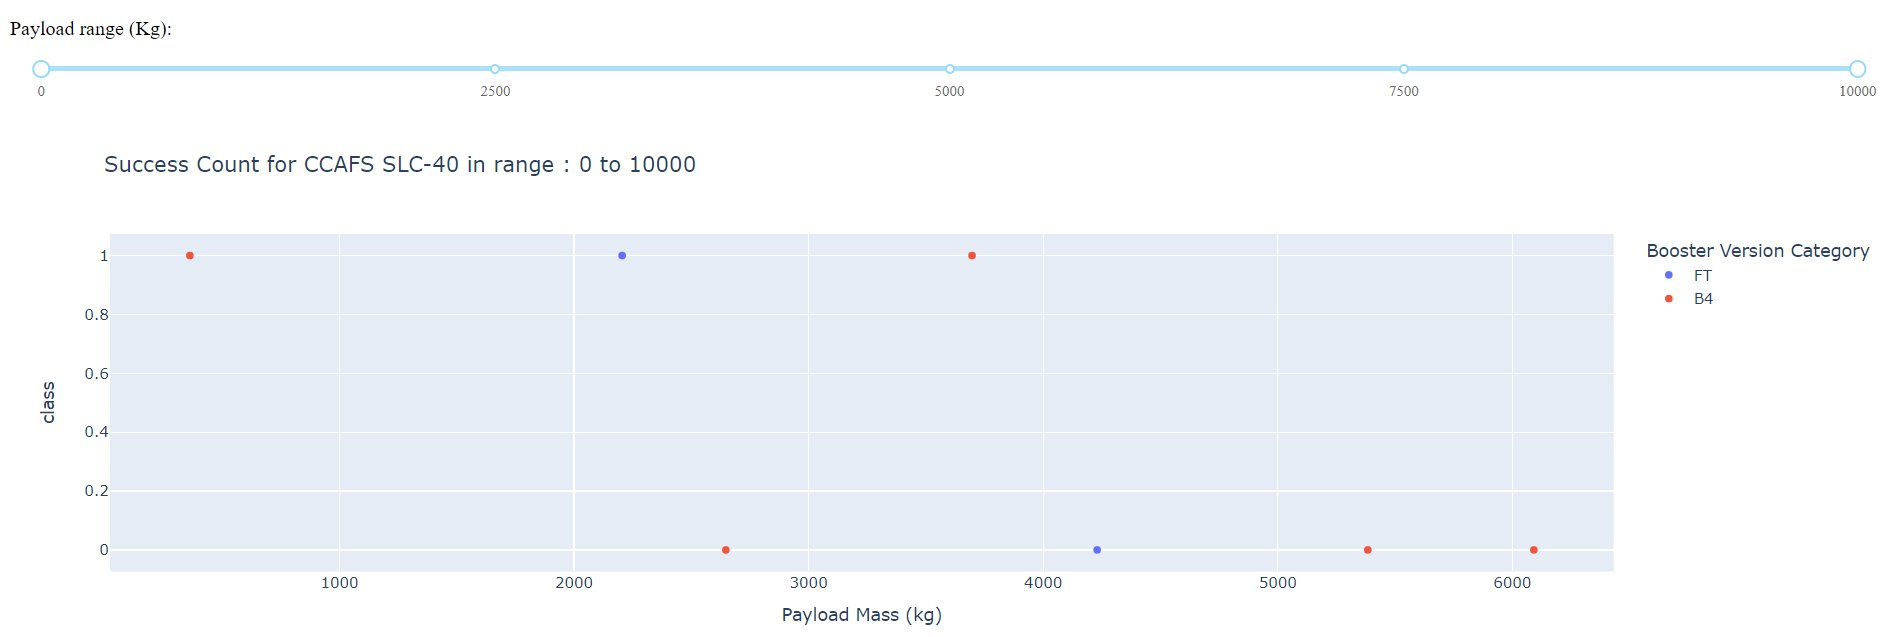 Payload range (Kg):
0 2500 5000 7500 10000
Success Count for CCAFS SLC-40 in range : 0 to 10000
Booster Version Category
FT
B4
1
0.8
0.6
0.4
0.2
0
class
1000 2000 3000 4000 5000 6000
Payload Mass (kg)